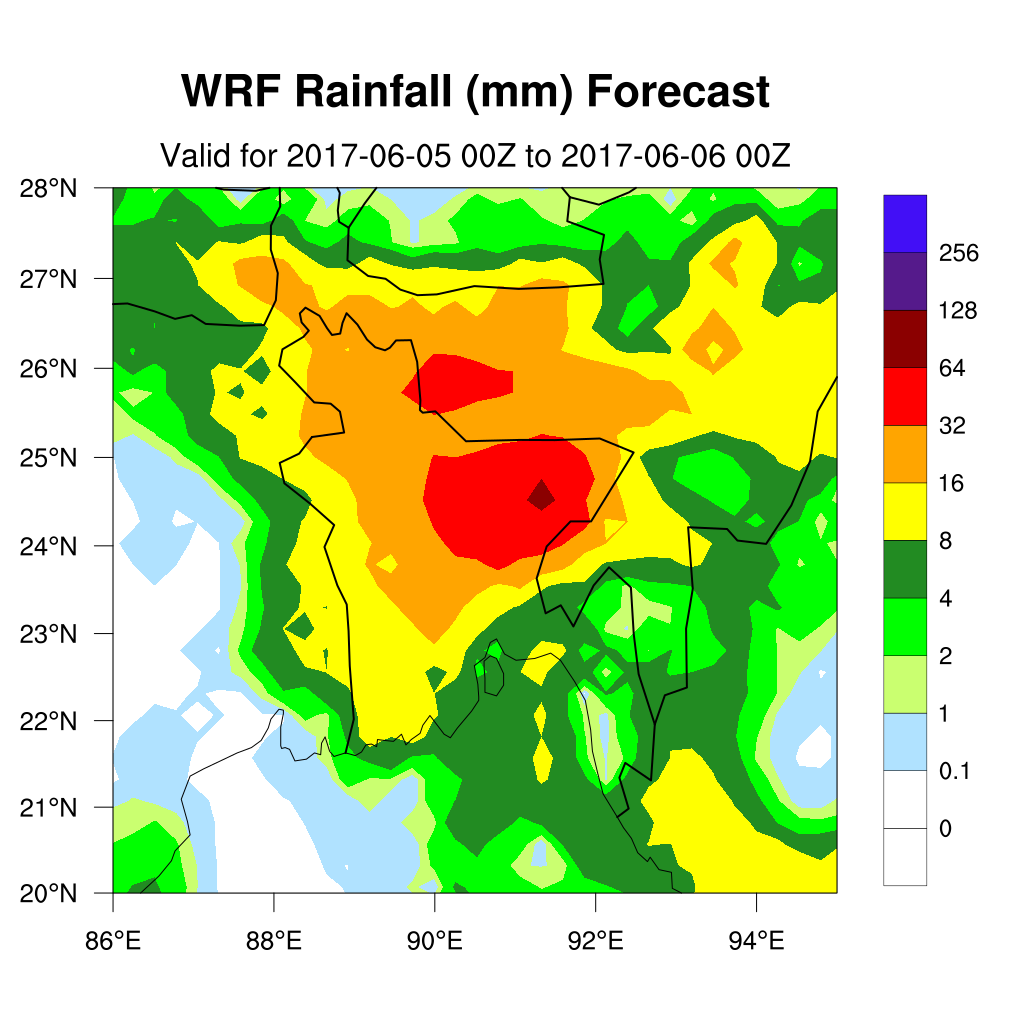 WRF Rainfall (mm) Forecast
Valid for 2017-06-05 00Z to 2017-06-06 00Z
28°N
27°N
26°N
25°N
24°N
23°N
22°N
21°N
20°N
86°E 88°E 90°E 92°E 94°E
256
128
64
32
16
8
4
2
1
0.1
0